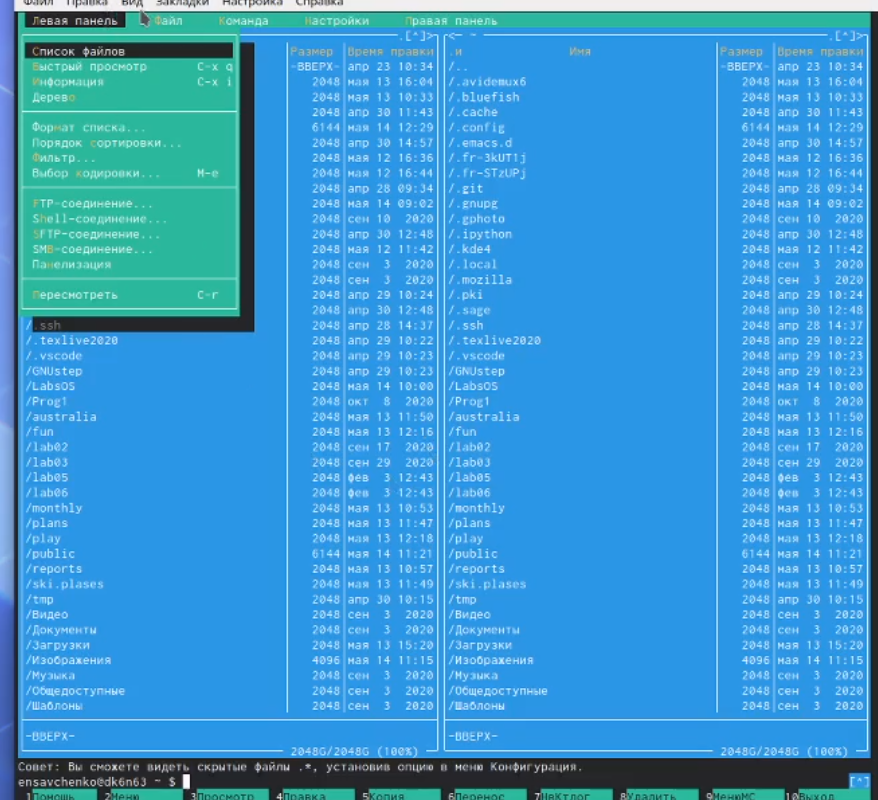 Файл Правка Вид Закладки Настройка Справка
Левая панель Файл Команда Настройки Правая панель
.[^]> <— ~ .[^]>
Список файлов Размер Время правки .и Имя Размер Время правки
Быстрый просмотр C-x q -ВВЕРХ- апр 23 10:34 /.. -ВВЕРХ- апр 23 10:34
Информация C-x i 2048 мая 13 16:04 /.avidemux6 2048 мая 13 16:04
Дерево 2048 мая 13 10:33 /.bluefish 2048 мая 13 10:33
2048 апр 30 11:43 /.cache 2048 апр 30 11:43
Формат списка... 6144 мая 14 12:29 /.config 6144 мая 14 12:29
Порядок сортировки... 2048 апр 30 14:57 /.emacs.d 2048 апр 30 14:57
Фильтр... 2048 мая 12 16:36 /.fr-3kUT1j 2048 мая 12 16:36
Выбор кодировки... M-e 2048 мая 12 16:44 /.fr-STzUPj 2048 мая 12 16:44
2048 апр 28 09:34 /.git 2048 апр 28 09:34
FTP-соединение... 2048 мая 14 09:02 /.gnupg 2048 мая 14 09:02
Shell-соединение... 2048 сен 10 2020 /.gphoto 2048 сен 10 2020
SFTP-соединение... 2048 апр 30 12:48 /.ipython 2048 апр 30 12:48
SMB-соединение... 2048 мая 12 11:42 /.kde4 2048 мая 12 11:42
Панелизация 2048 сен 3 2020 /.local 2048 сен 3 2020
2048 сен 3 2020 /.mozilla 2048 сен 3 2020
Пересмотреть C-r 2048 апр 29 10:24 /.pki 2048 апр 29 10:24
2048 апр 30 12:48 /.sage 2048 апр 30 12:48
/.ssh 2048 апр 28 14:37 /.ssh 2048 апр 28 14:37
/.texlive2020 2048 апр 29 10:22 /.texlive2020 2048 апр 29 10:22
/.vscode 2048 апр 29 10:23 /.vscode 2048 апр 29 10:23
/GNUstep 2048 апр 29 10:23 /GNUstep 2048 апр 29 10:23
/LabsOS 2048 мая 14 10:00 /LabsOS 2048 мая 14 10:00
/Prog1 2048 окт 8 2020 /Prog1 2048 окт 8 2020
/australia 2048 мая 13 11:50 /australia 2048 мая 13 11:50
/fun 2048 мая 13 12:16 /fun 2048 мая 13 12:16
/lab02 2048 сен 17 2020 /lab02 2048 сен 17 2020
/lab03 2048 сен 29 2020 /lab03 2048 сен 29 2020
/lab05 2048 фев 3 12:43 /lab05 2048 фев 3 12:43
/lab06 2048 фев 3 12:43 /lab06 2048 фев 3 12:43
/monthly 2048 мая 13 10:53 /monthly 2048 мая 13 10:53
/plans 2048 мая 13 11:47 /plans 2048 мая 13 11:47
/play 2048 мая 13 12:18 /play 2048 мая 13 12:18
/public 6144 мая 14 11:21 /public 6144 мая 14 11:21
/reports 2048 мая 13 10:57 /reports 2048 мая 13 10:57
/ski.plases 2048 мая 13 11:49 /ski.plases 2048 мая 13 11:49
/tmp 2048 апр 30 10:15 /tmp 2048 апр 30 10:15
/Видео 2048 сен 3 2020 /Видео 2048 сен 3 2020
/Документы 2048 сен 3 2020 /Документы 2048 сен 3 2020
/Загрузки 2048 мая 13 15:20 /Загрузки 2048 мая 13 15:20
/Изображения 4096 мая 14 11:15 /Изображения 4096 мая 14 11:15
/Музыка 2048 сен 3 2020 /Музыка 2048 сен 3 2020
/Общедоступные 2048 сен 3 2020 /Общедоступные 2048 сен 3 2020
/Шаблоны 2048 сен 3 2020 /Шаблоны 2048 сен 3 2020
-ВВЕРХ- -ВВЕРХ-
2048G/2048G (100%) 2048G/2048G (100%)
Совет: Вы сможете видеть скрытые файлы .*, установив опцию в меню Конфигурация.
ensavchenko@dk6n63 ~ $ [^]
1Помощь 2Меню 3Просмотр 4Правка 5Копия 6Перенос 7НвКтлог 8Удалить 9МенюМС 10Выход